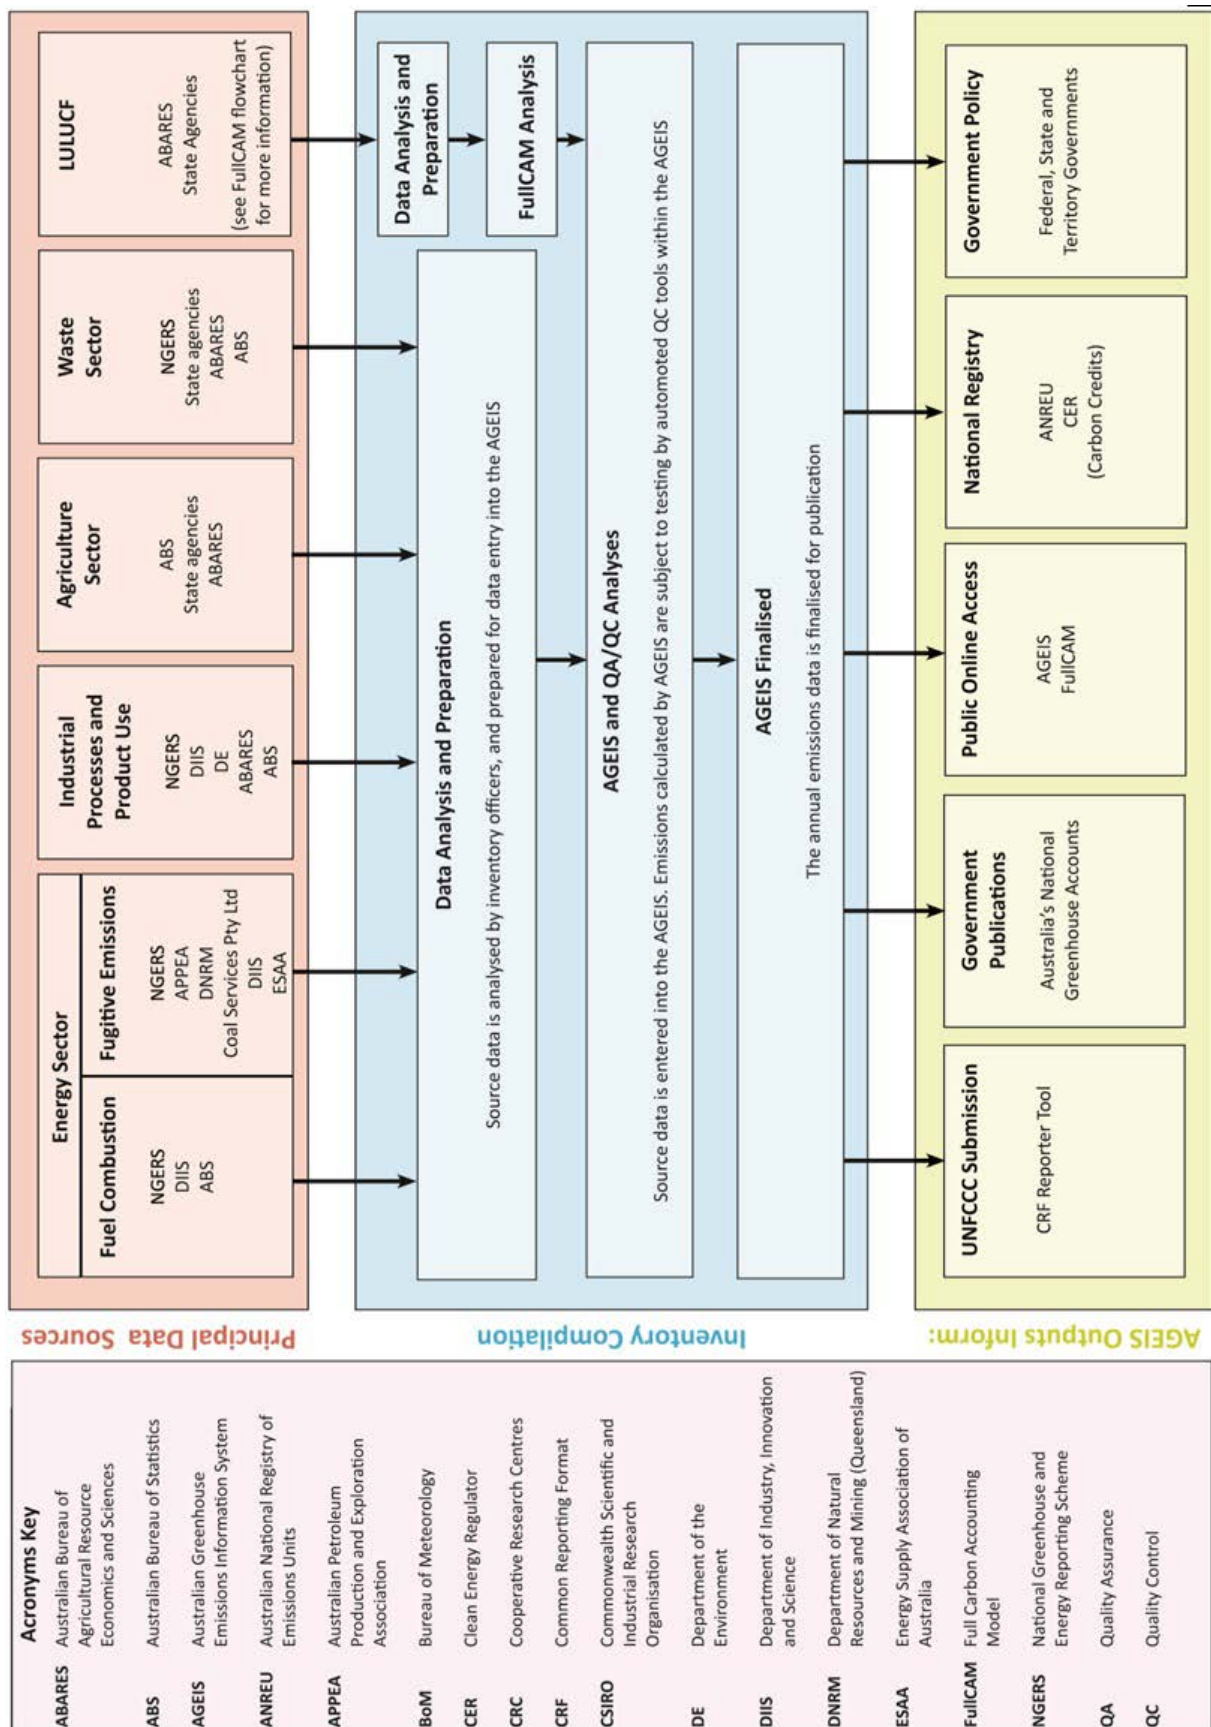 Principal Data Sources
Energy Sector
Fuel Combustion
NGERS
DIIS
ABS
Fugitive Emissions
NGERS
APPEA
DNRM
Coal Services Pty Ltd
DIIS
ESAA
Industrial
Processes and
Product Use
NGERS
DIIS
DE
ABARES
ABS
Agriculture
Sector
ABS
State agencies
ABARES
Waste
Sector
NGERS
State agencies
ABARES
ABS
LULUCF
ABARES
State Agencies
(see FullCAM flowchart
for more information)
Inventory Compilation
Data Analysis and Preparation
Source data is analysed by inventory officers, and prepared for data entry into the AGEIS
Data Analysis and
Preparation
FullCAM Analysis
AGEIS and QA/QC Analyses
Source data is entered into the AGEIS. Emissions calculated by AGEIS are subject to testing by automoted QC tools within the AGEIS
AGEIS Finalised
The annual emissions data is finalised for publication
AGEIS Outputs Inform:
UNFCCC Submission
CRF Reporter Tool
Government
Publications
Australia's National
Greenhouse Accounts
Public Online Access
AGEIS
FullCAM
National Registry
ANREU
CER
(Carbon Credits)
Government Policy
Federal, State and
Territory Governments
Acronyms Key
ABARES Australian Bureau of
Agricultural Resource
Economics and Sciences
ABS Australian Bureau of Statistics
AGEIS Australian Greenhouse
Emissions Information System
ANREU Australian National Registry of
Emissions Units
APPEA Australian Petroleum
Production and Exploration
Association
BoM Bureau of Meteorology
CER Clean Energy Regulator
CRC Cooperative Research Centres
CRF Common Reporting Format
CSIRO Commonwealth Scientific and
Industrial Research
Organisation
DE Department of the
Environment
DIIS Department of Industry, Innovation
and Science
DNRM Department of Natural
Resources and Mining (Queensland)
ESAA Energy Supply Association of
Australia
FullCAM Full Carbon Accounting
Model
NGERS National Greenhouse and
Energy Reporting Scheme
QA Quality Assurance
QC Quality Control